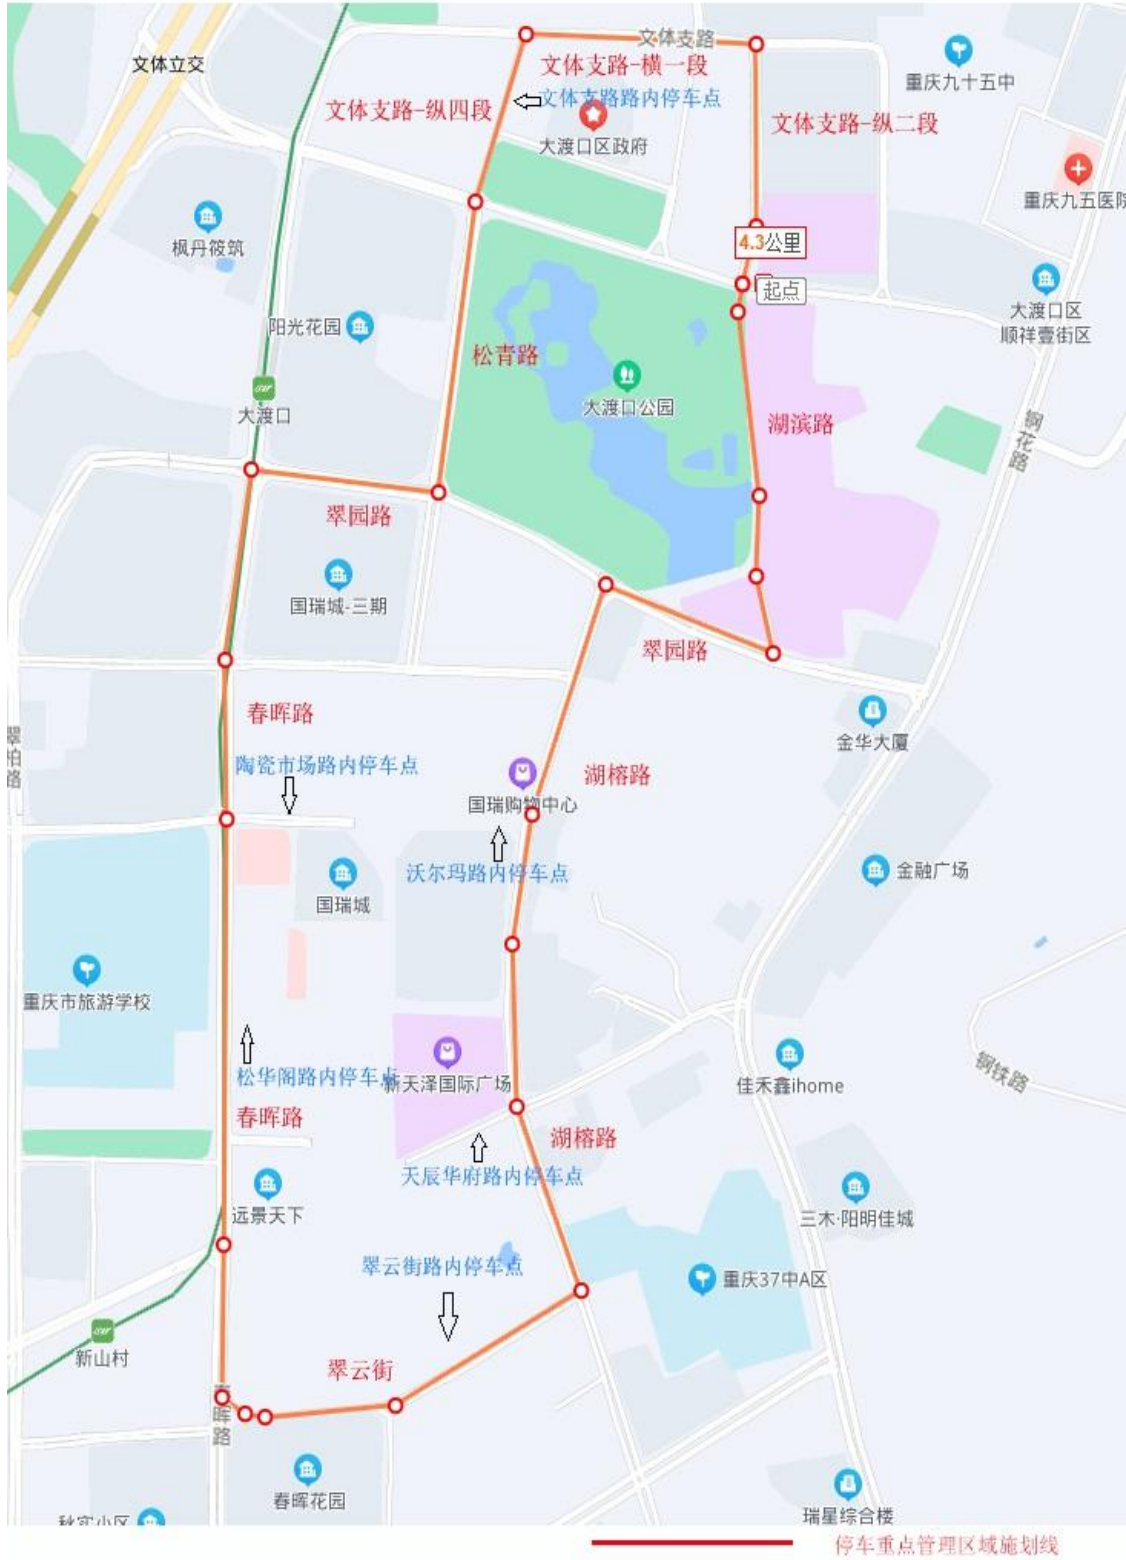 文体支路
文体立交
文体支路-横一段
重庆九十五中
文体支路-纵四段
文体支路路内停车点
文体支路-纵二段
大渡口区政府
重庆九五医院
枫丹筱筑
4.3公里
起点
大渡口区
顺祥壹街区
阳光花园
松青路
大渡口公园
大渡口
湖滨路
钢花路
翠园路
国瑞城-三期
翠园路
春晖路
金华大厦
翠柏路
陶瓷市场路内停车点
湖榕路
国瑞购物中心
沃尔玛路内停车点
金融广场
国瑞城
重庆市旅游学校
松华阁路内停车点
新天泽国际广场
佳禾鑫ihome
钢铁路
春晖路
湖榕路
天辰华府路内停车点
远景天下
三木·阳明佳城
翠云街路内停车点
重庆37中A区
新山村
翠云街
春晖路
春晖花园
瑞星综合楼
秋实小区
停车重点管理区域施划线